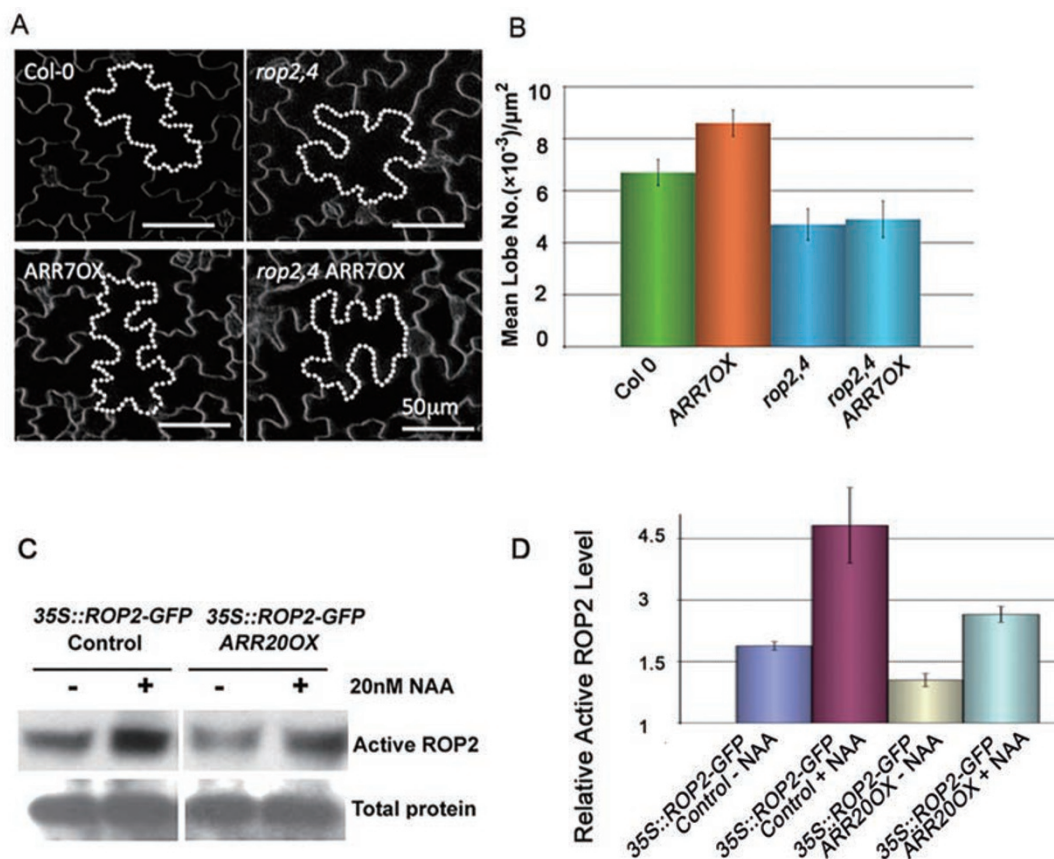 A
Col-0
rop2,4
ARR7OX
rop2,4 ARR7OX
50μm
B
Mean Lobe No.(×10⁻³)/μm²
10
8
6
4
2
0
Col 0
ARR7OX
rop2,4
rop2,4
ARR7OX
C
35S::ROP2-GFP
Control
35S::ROP2-GFP
ARR20OX
- + - + 20nM NAA
Active ROP2
Total protein
D
Relative Active ROP2 Level
4.5
3
1.5
1
35S::ROP2-GFP
Control - NAA
35S::ROP2-GFP
Control + NAA
35S::ROP2-GFP
ARR20OX - NAA
35S::ROP2-GFP
ARR20OX + NAA